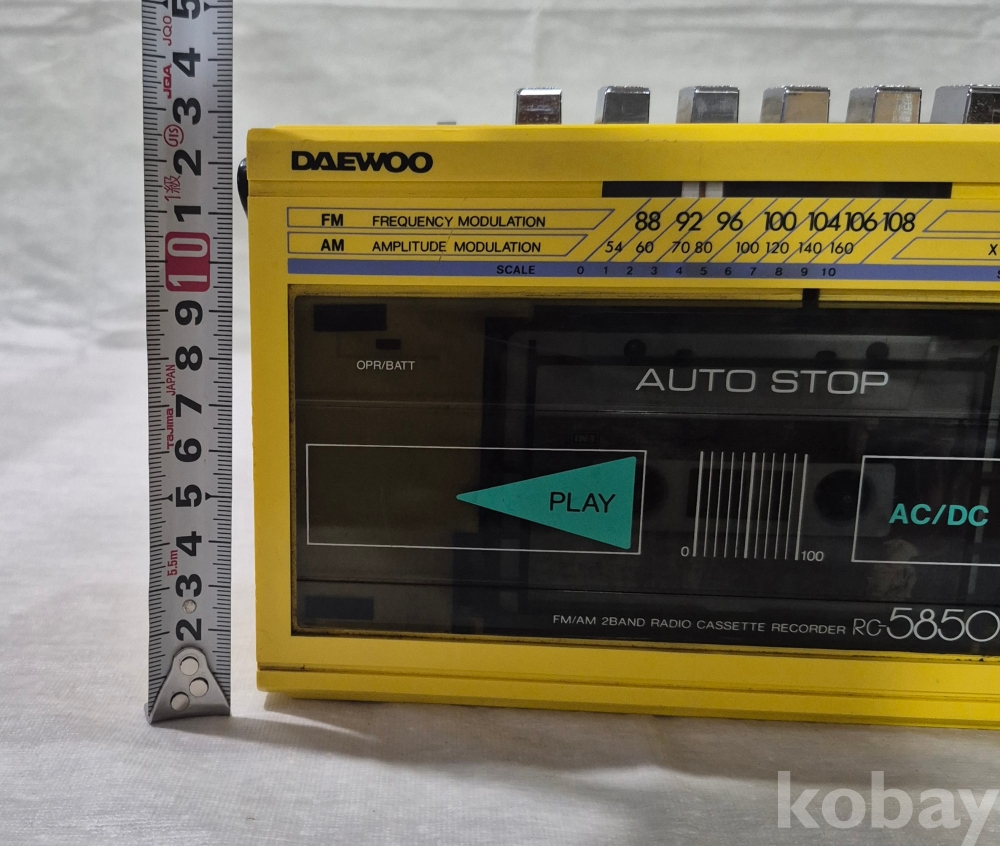 5
JQ0
4
JQA
3
JIS
2
1級
1
10
9
8
JAPAN
7
Tajima
6
5
4
5.5m
3
2
DAEWOO
FM FREQUENCY MODULATION 88 92 96 100 104 106 108
AM AMPLITUDE MODULATION 54 60 70 80 100 120 140 160 X
SCALE 0 1 2 3 4 5 6 7 8 9 10
OPR/BATT
AUTO STOP
PLAY
0 100
AC/DC
FM/AM 2BAND RADIO CASSETTE RECORDER RC-5850
kobay